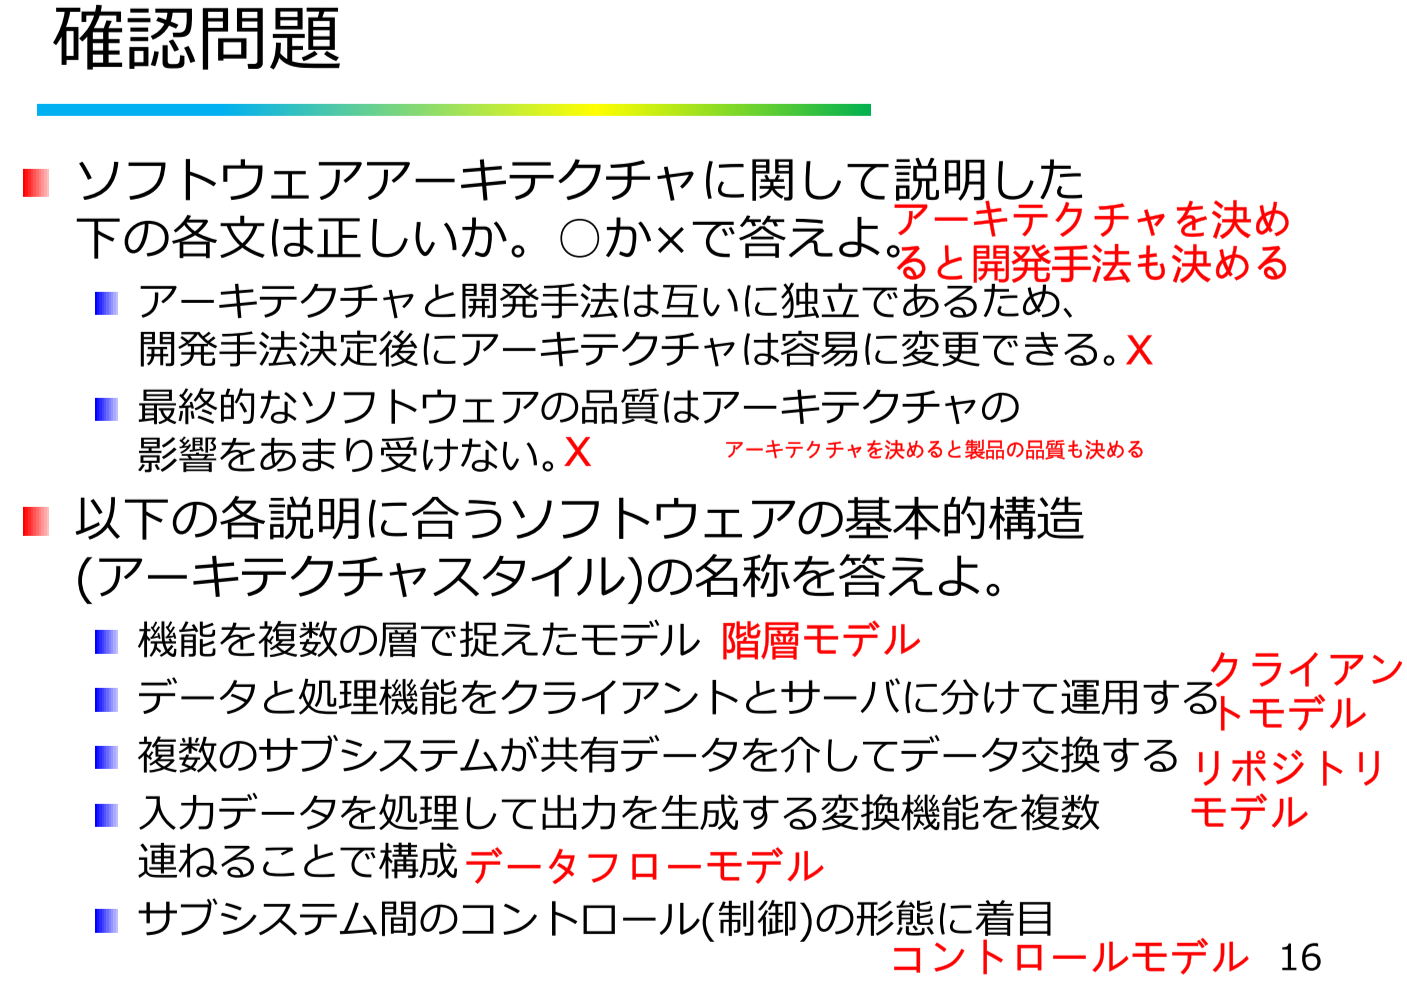 確認問題
ソフトウェアアーキテクチャに関して説明した
下の各文は正しいか。○か×で答えよ。
アーキテクチャを決め
ると開発手法も決める
アーキテクチャと開発手法は互いに独立であるため、
開発手法決定後にアーキテクチャは容易に変更できる。X
最終的なソフトウェアの品質はアーキテクチャの
影響をあまり受けない。X
アーキテクチャを決めると製品の品質も決める
以下の各説明に合うソフトウェアの基本的構造
(アーキテクチャスタイル)の名称を答えよ。
機能を複数の層で捉えたモデル 階層モデル
データと処理機能をクライアントとサーバに分けて運用する
クライアン
トモデル
複数のサブシステムが共有データを介してデータ交換する
リポジトリ
モデル
入力データを処理して出力を生成する変換機能を複数
連ねることで構成 データフローモデル
サブシステム間のコントロール(制御)の形態に着目
コントロールモデル
16